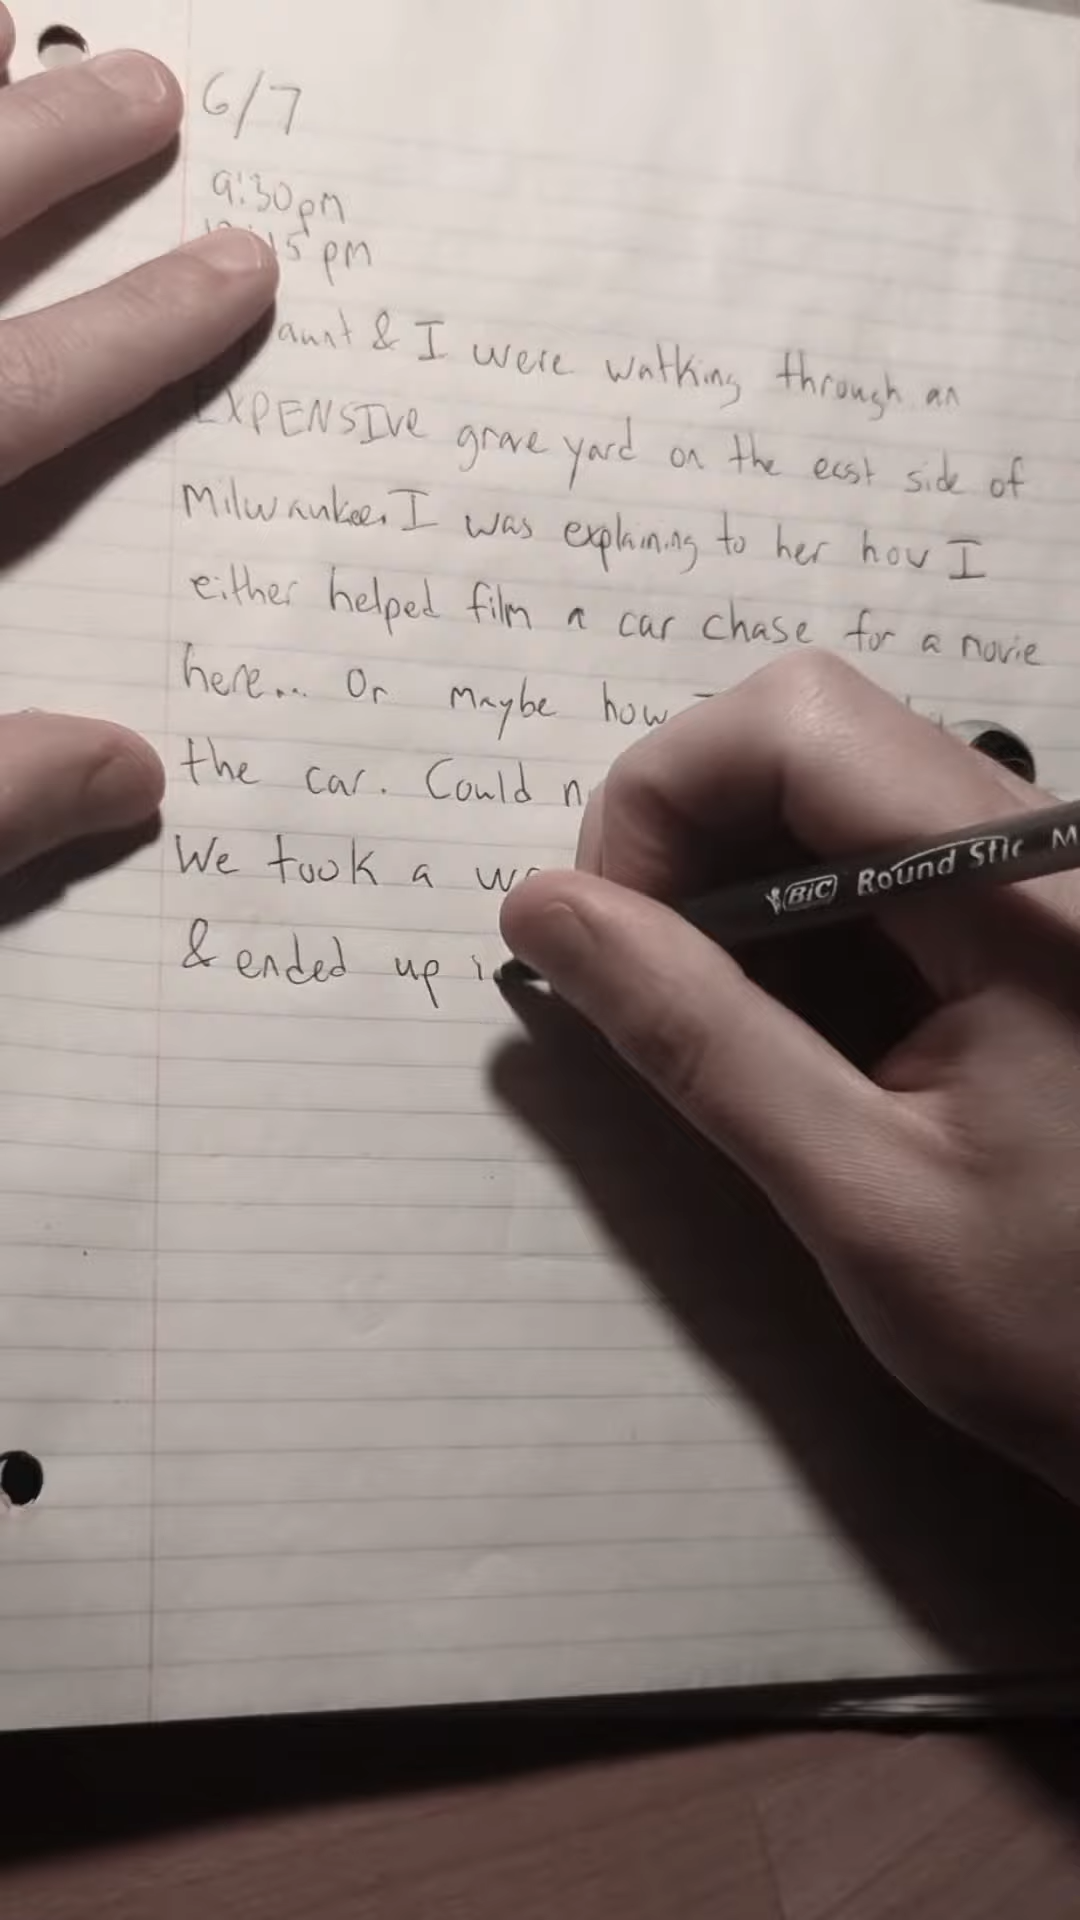 6/7
9:30pm
15 pm
aunt & I were walking through an
EXPENSIVE grave yard on the east side of
Milwaukee. I was explaining to her how I
either helped film a car chase for a movie
here... Or maybe how
the car. Could
We took a
& ended up
BIC Round Stic M